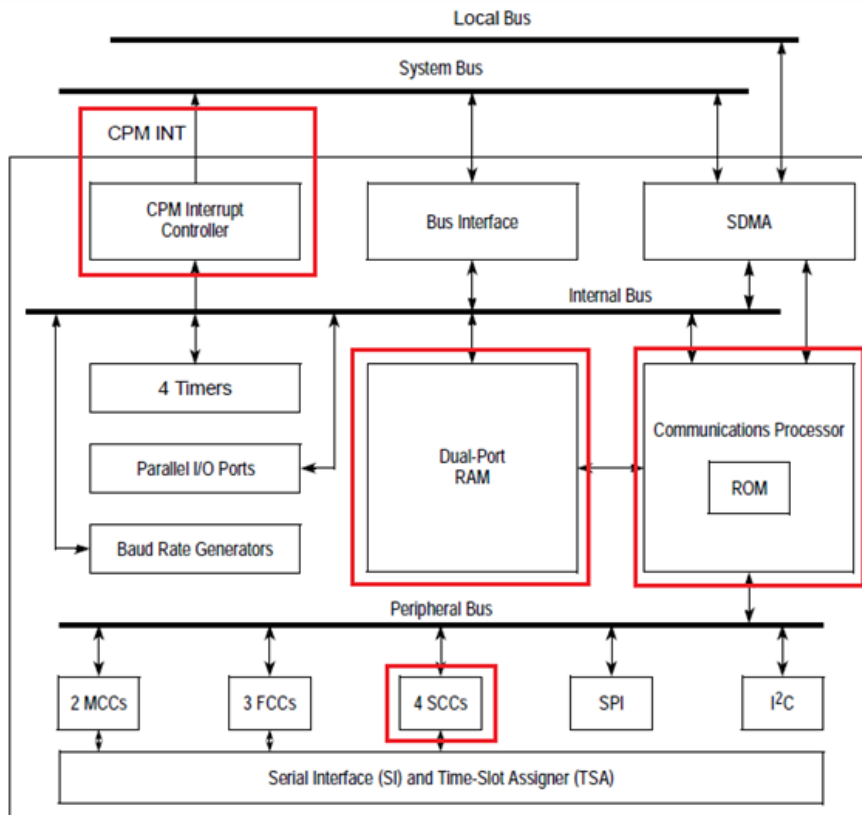 Local Bus
System Bus
CPM INT
CPM Interrupt
Controller
Bus Interface
SDMA
Internal Bus
4 Timers
Parallel I/O Ports
Baud Rate Generators
Dual-Port
RAM
Communications Processor
ROM
Peripheral Bus
2 MCCs
3 FCCs
4 SCCs
SPI
I²C
Serial Interface (SI) and Time-Slot Assigner (TSA)